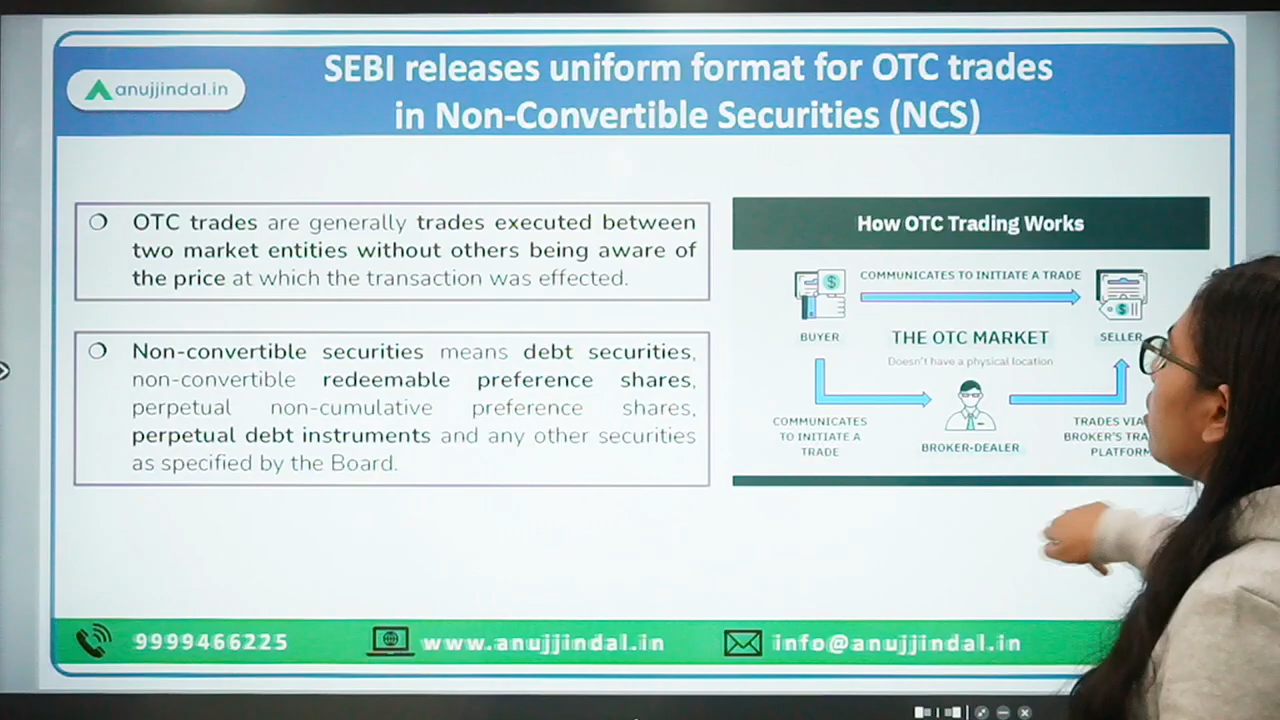 anujjindal.in
SEBI releases uniform format for OTC trades
in Non-Convertible Securities (NCS)
OTC trades are generally trades executed between
two market entities without others being aware of
the price at which the transaction was effected.
Non-convertible securities means debt securities,
non-convertible redeemable preference shares,
perpetual non-cumulative preference shares,
perpetual debt instruments and any other securities
as specified by the Board.
How OTC Trading Works
COMMUNICATES TO INITIATE A TRADE
BUYER
THE OTC MARKET
SELLER
Doesn't have a physical location
COMMUNICATES
TO INITIATE A
TRADE
BROKER-DEALER
TRADES VIA
BROKER'S
9999466225
www.anujjindal.in
info@anujjindal.in